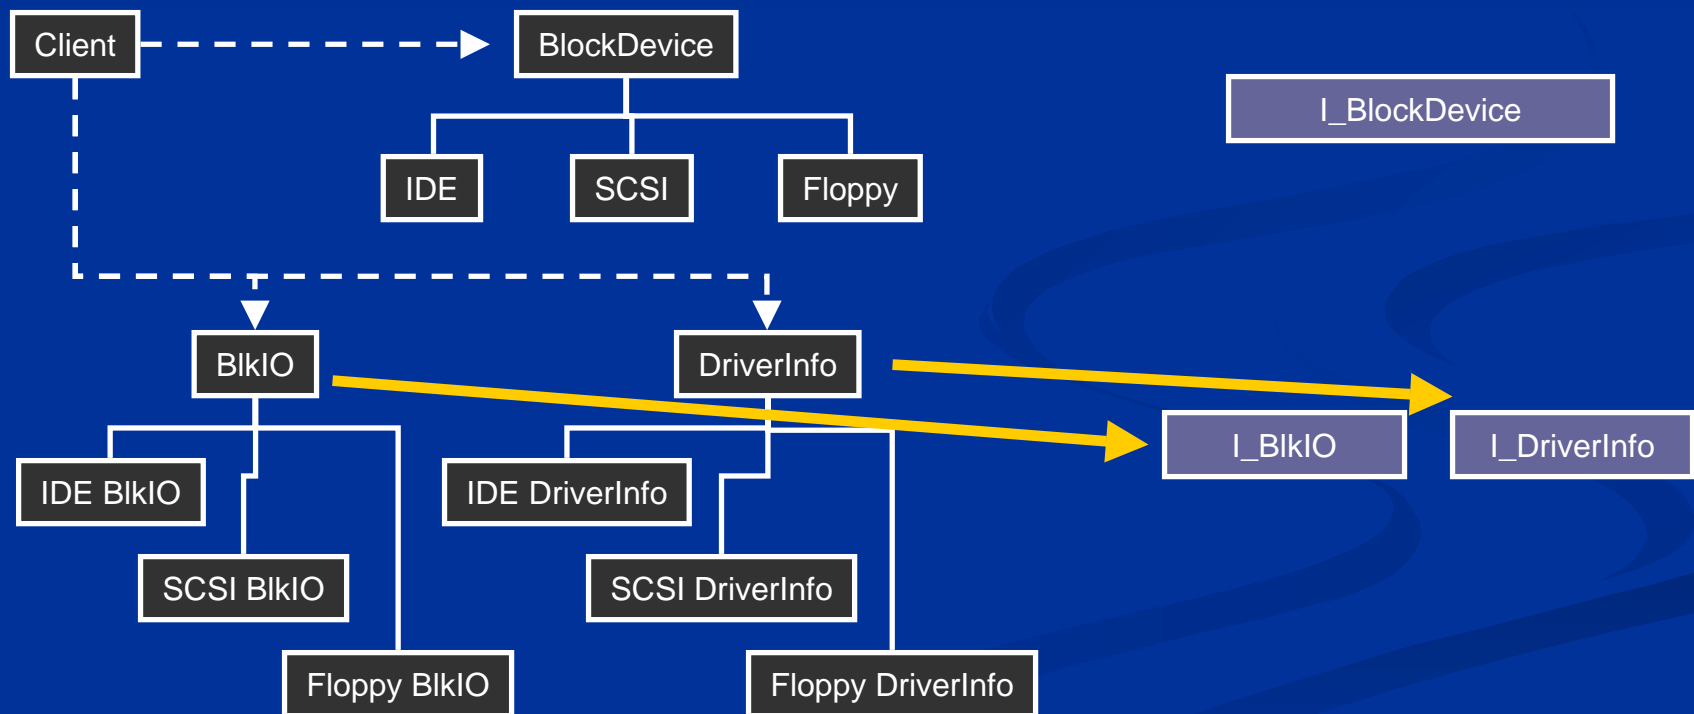 Client
BlockDevice
I_BlockDevice
IDE
SCSI
Floppy
BlkIO
DriverInfo
I_BlkIO
I_DriverInfo
IDE BlkIO
IDE DriverInfo
SCSI BlkIO
SCSI DriverInfo
Floppy BlkIO
Floppy DriverInfo